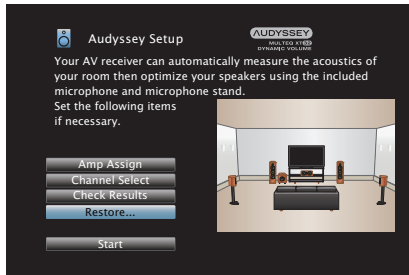 Audyssey Setup
AUDYSSEY
MULTEQ XT32
DYNAMIC VOLUME
Your AV receiver can automatically measure the acoustics of
your room then optimize your speakers using the included
microphone and microphone stand.
Set the following items
if necessary.
Amp Assign
Channel Select
Check Results
Restore...
Start